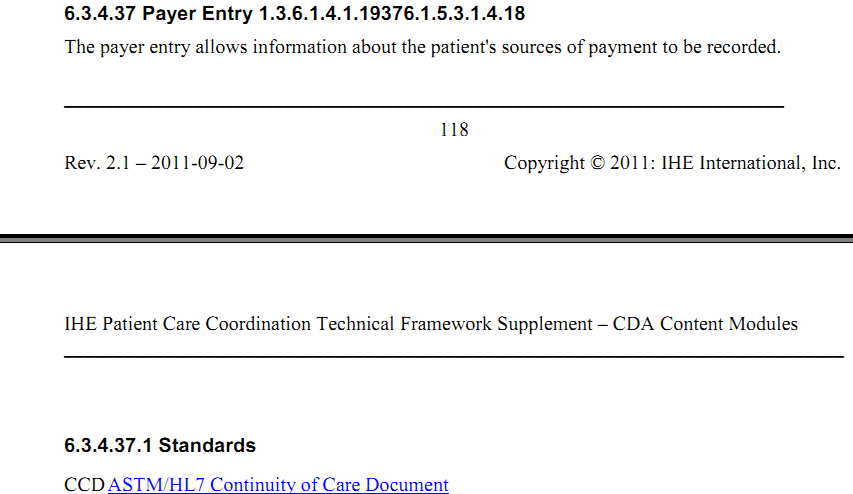 6.3.4.37 Payer Entry 1.3.6.1.4.1.19376.1.5.3.1.4.18
The payer entry allows information about the patient's sources of payment to be recorded.
118
Rev. 2.1 – 2011-09-02 Copyright © 2011: IHE International, Inc.
IHE Patient Care Coordination Technical Framework Supplement – CDA Content Modules
6.3.4.37.1 Standards
CCD ASTM/HL7 Continuity of Care Document